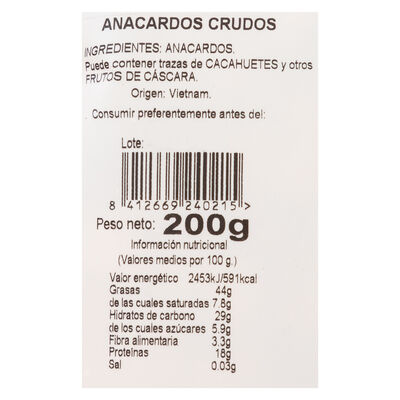 ANACARDOS CRUDOS
INGREDIENTES: ANACARDOS.
Puede contener trazas de CACAHUETES y otros
FRUTOS DE CÁSCARA.
Origen: Vietnam.
Consumir preferentemente antes del:
Lote:
8 412669 240215>
Peso neto: 200g
Información nutricional
(Valores medios por 100 g.)
Valor energético 2453kJ/591kcal
Grasas 44g
de las cuales saturadas 7.8g
Hidratos de carbono 29g
de los cuales azúcares 5.9g
Fibra alimentaria 3.3g
Proteínas 18g
Sal 0.03g